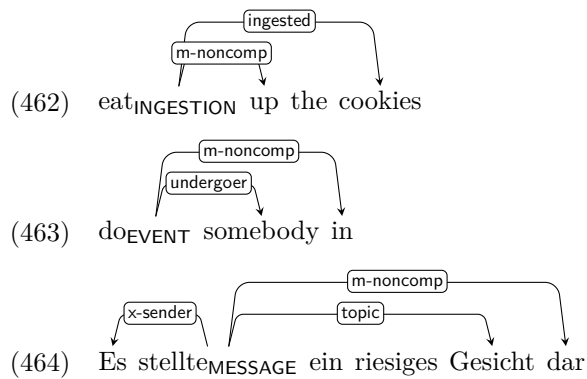 ingested
m-noncomp
(462) eatINGESTION up the cookies
m-noncomp
undergoer
(463) doEVENT somebody in
m-noncomp
x-sender topic
(464) Es stellteMESSAGE ein riesiges Gesicht dar